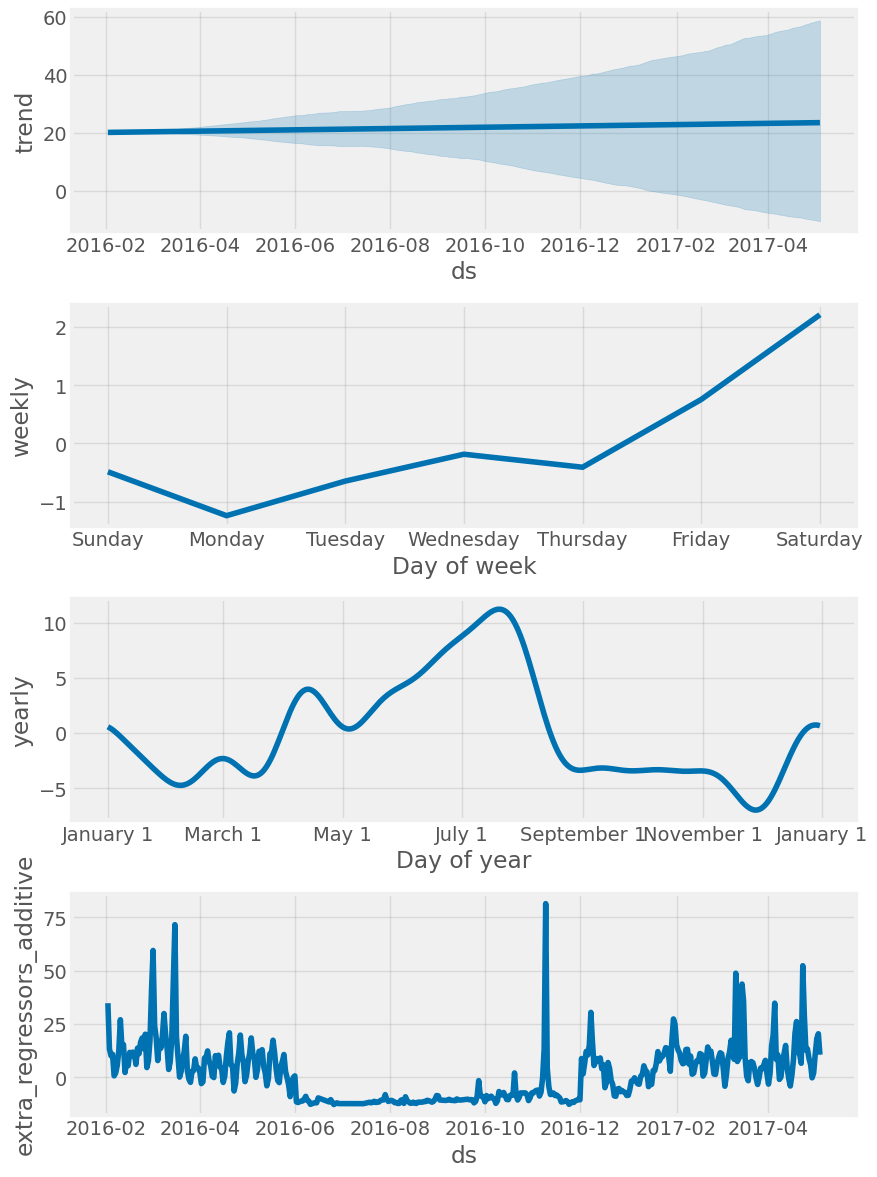 60
40
20
0
trend
2016-02 2016-04 2016-06 2016-08 2016-10 2016-12 2017-02 2017-04
ds
2
1
0
−1
weekly
Sunday Monday Tuesday Wednesday Thursday Friday Saturday
Day of week
10
5
0
−5
yearly
January 1 March 1 May 1 July 1 September 1 November 1 January 1
Day of year
75
50
25
0
extra_regressors_additive
2016-02 2016-04 2016-06 2016-08 2016-10 2016-12 2017-02 2017-04
ds